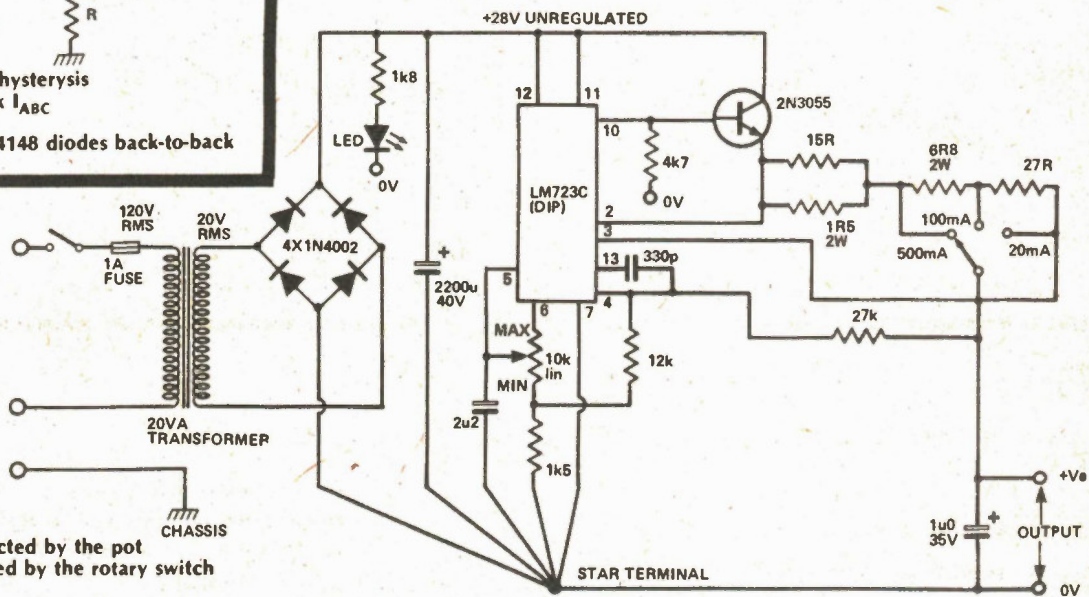 R
hysterysis
I ABC
4148 diodes back-to-back
+28V UNREGULATED
1k8
LED
0V
12
11
10
2N3055
15R
4k7
0V
LM723C
(DIP)
2
3
1R5
2W
6R8
2W
27R
100mA
500mA
20mA
120V
RMS
20V
RMS
1A
FUSE
4X1N4002
+
2200u
40V
5
13
330p
4
6
7
MAX
10k
lin
MIN
12k
27k
2u2
1k5
20VA
TRANSFORMER
CHASSIS
cted by the pot
ed by the rotary switch
STAR TERMINAL
1u0
35V
+
+Ve
OUTPUT
0V